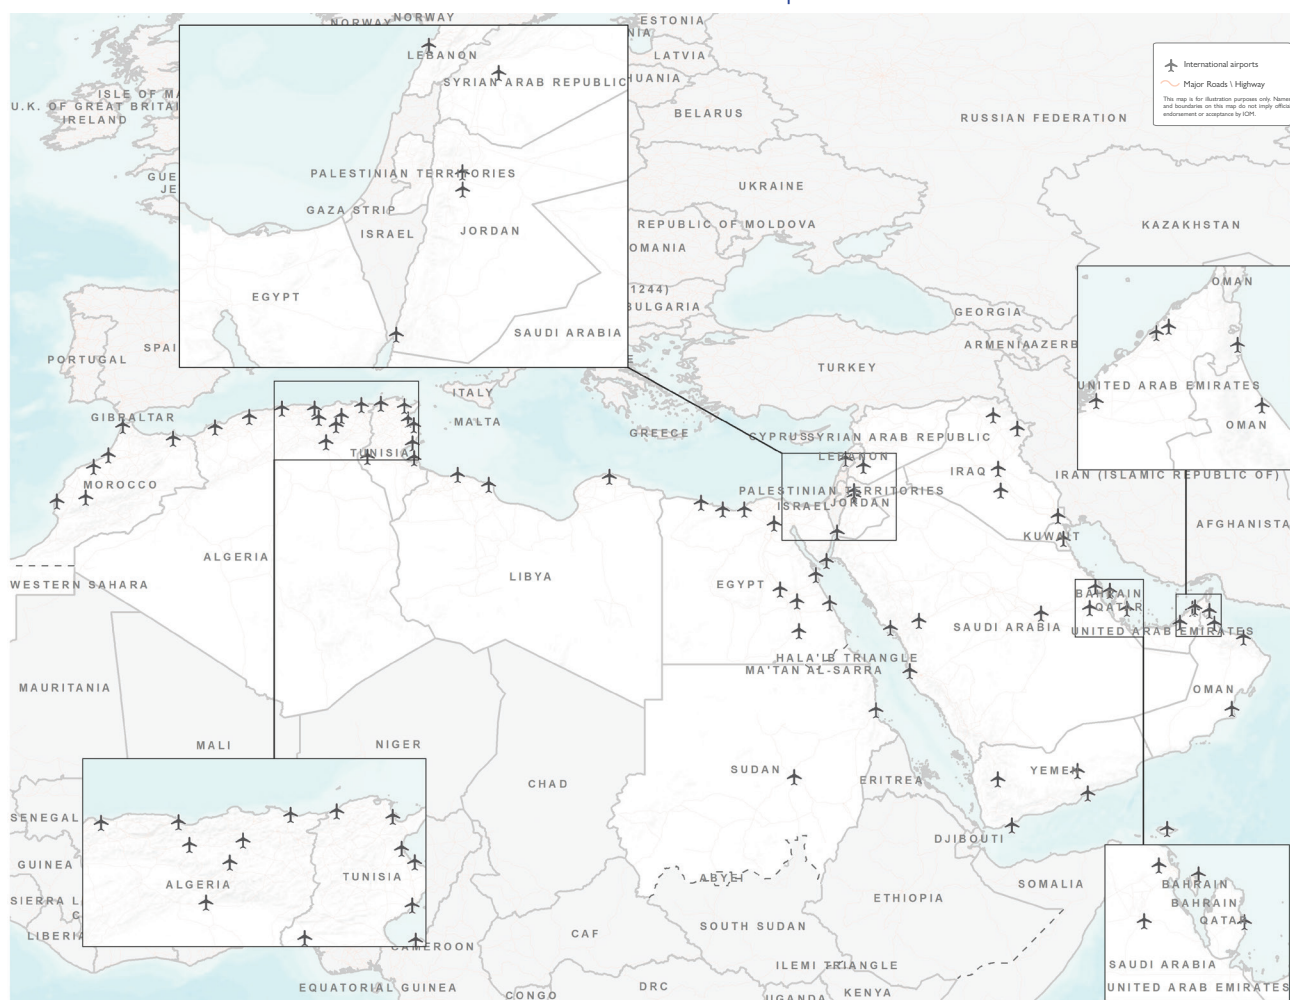 NORWAY
NORWAY
ESTONIA
NIA
LATVIA
HUANIA
BELARUS
RUSSIAN FEDERATION
ISLE OF MA
U.K. OF GREAT BRITAI
IRELAND
GUE
JE
LEBANON
SYRIAN ARAB REPUBLIC
PALESTINIAN TERRITORIES
GAZA STRIP
ISRAEL
JORDAN
EGYPT
SAUDI ARABIA
International airports
Major Roads \ Highway
This map is for illustration purposes only. Names
and boundaries on this map do not imply officia
endorsement or acceptance by IOM.
UKRAINE
REPUBLIC OF MOLDOVA
OMANIA
KAZAKHSTAN
1244)
BULGARIA
GEORGIA
ARMENIA
AZERB
TURKEY
E
PORTUGAL
SPAI
ITALY
MALTA
GREECE
GIBRALTAR
OMAN
UNITED ARAB EMIRATES
OMAN
CYPRUS
SYRIAN ARAB REPUBLIC
LEBANON
IRAQ
IRAN (ISLAMIC REPUBLIC OF)
TUNISIA
MOROCCO
PALESTINIAN TERRITORIES
ISRAEL
JORDAN
KUWAIT
AFGHANISTA
ALGERIA
LIBYA
EGYPT
WESTERN SAHARA
BAHRAIN
QATAR
SAUDI ARABIA
UNITED ARAB EMIRATES
HALA'IB TRIANGLE
MA'TAN AL-SARRA
OMAN
MAURITANIA
MALI
NIGER
CHAD
SUDAN
ERITREA
YEMEN
DJIBOUTI
SENEGAL
GUINEA
SIERRA L
C
LIBERIA
ALGERIA
TUNISIA
ABYEI
ETHIOPIA
SOMALIA
SOUTH SUDAN
CAF
CAMEROON
ILEMI TRIANGLE
EQUATORIAL GUINEA
CONGO
DRC
UGANDA
KENYA
BAHRAIN
BAHRAIN
QATAR
SAUDI ARABIA
UNITED ARAB EMIRATES